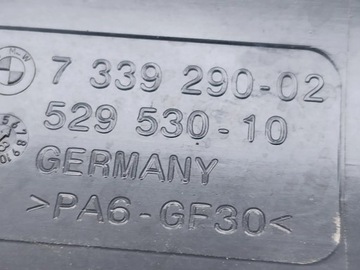 7 339 290-02
529 530-10
GERMANY
>PA6-GF30<